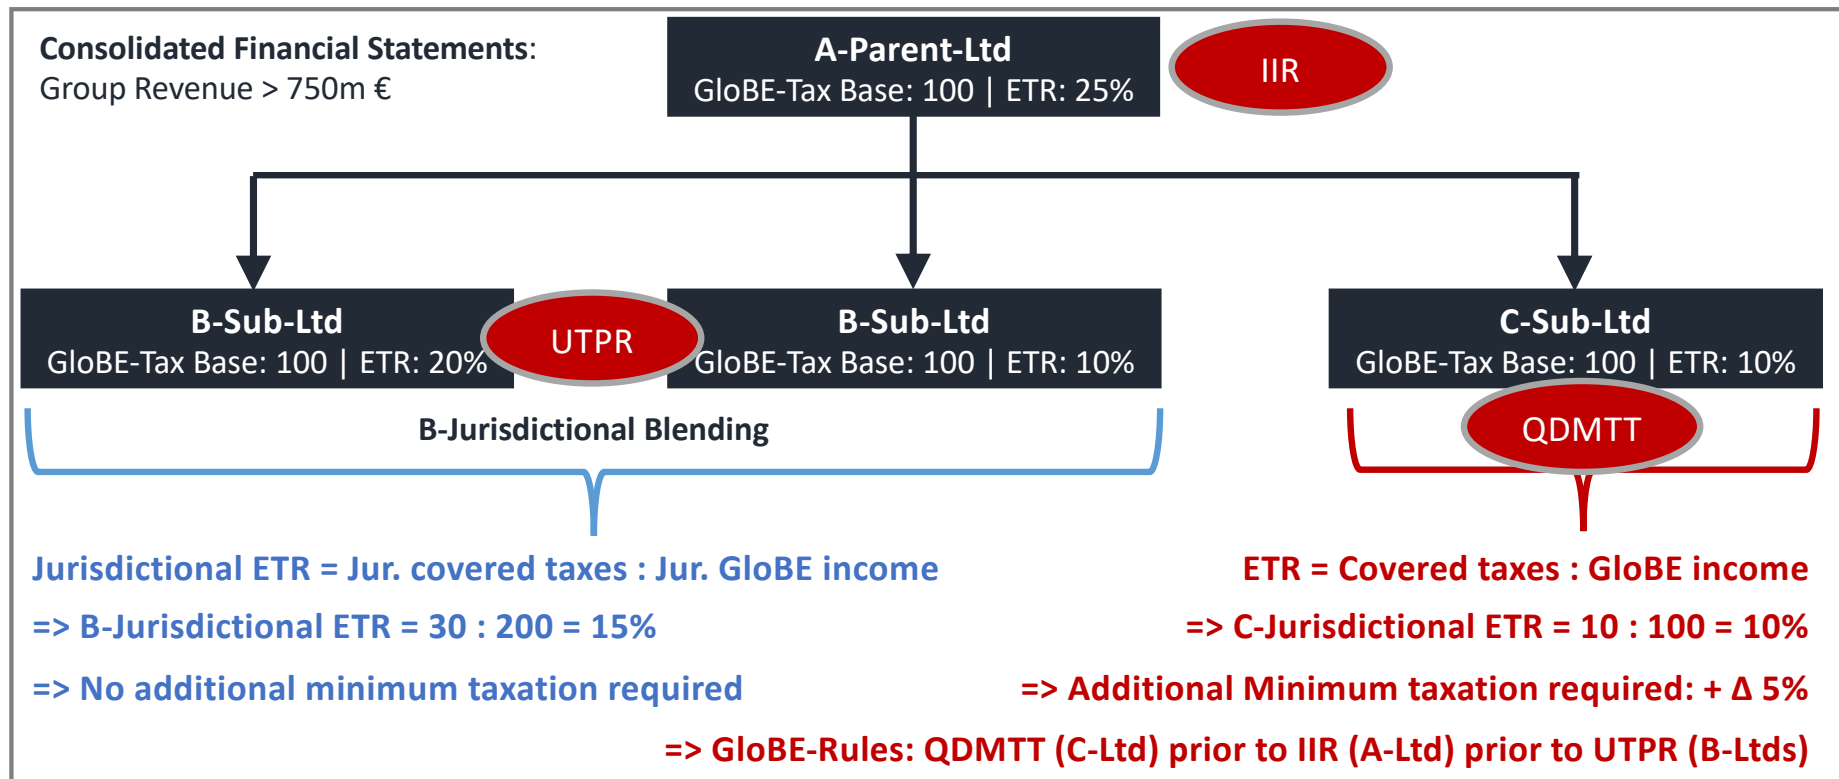 Consolidated Financial Statements:
Group Revenue > 750m €
A-Parent-Ltd
GloBE-Tax Base: 100 | ETR: 25%
IIR
B-Sub-Ltd
GloBE-Tax Base: 100 | ETR: 20%
UTPR
B-Sub-Ltd
GloBE-Tax Base: 100 | ETR: 10%
C-Sub-Ltd
GloBE-Tax Base: 100 | ETR: 10%
QDMTT
B-Jurisdictional Blending
Jurisdictional ETR = Jur. covered taxes : Jur. GloBE income
=> B-Jurisdictional ETR = 30 : 200 = 15%
=> No additional minimum taxation required
ETR = Covered taxes : GloBE income
=> C-Jurisdictional ETR = 10 : 100 = 10%
=> Additional Minimum taxation required: + Δ 5%
=> GloBE-Rules: QDMTT (C-Ltd) prior to IIR (A-Ltd) prior to UTPR (B-Ltds)